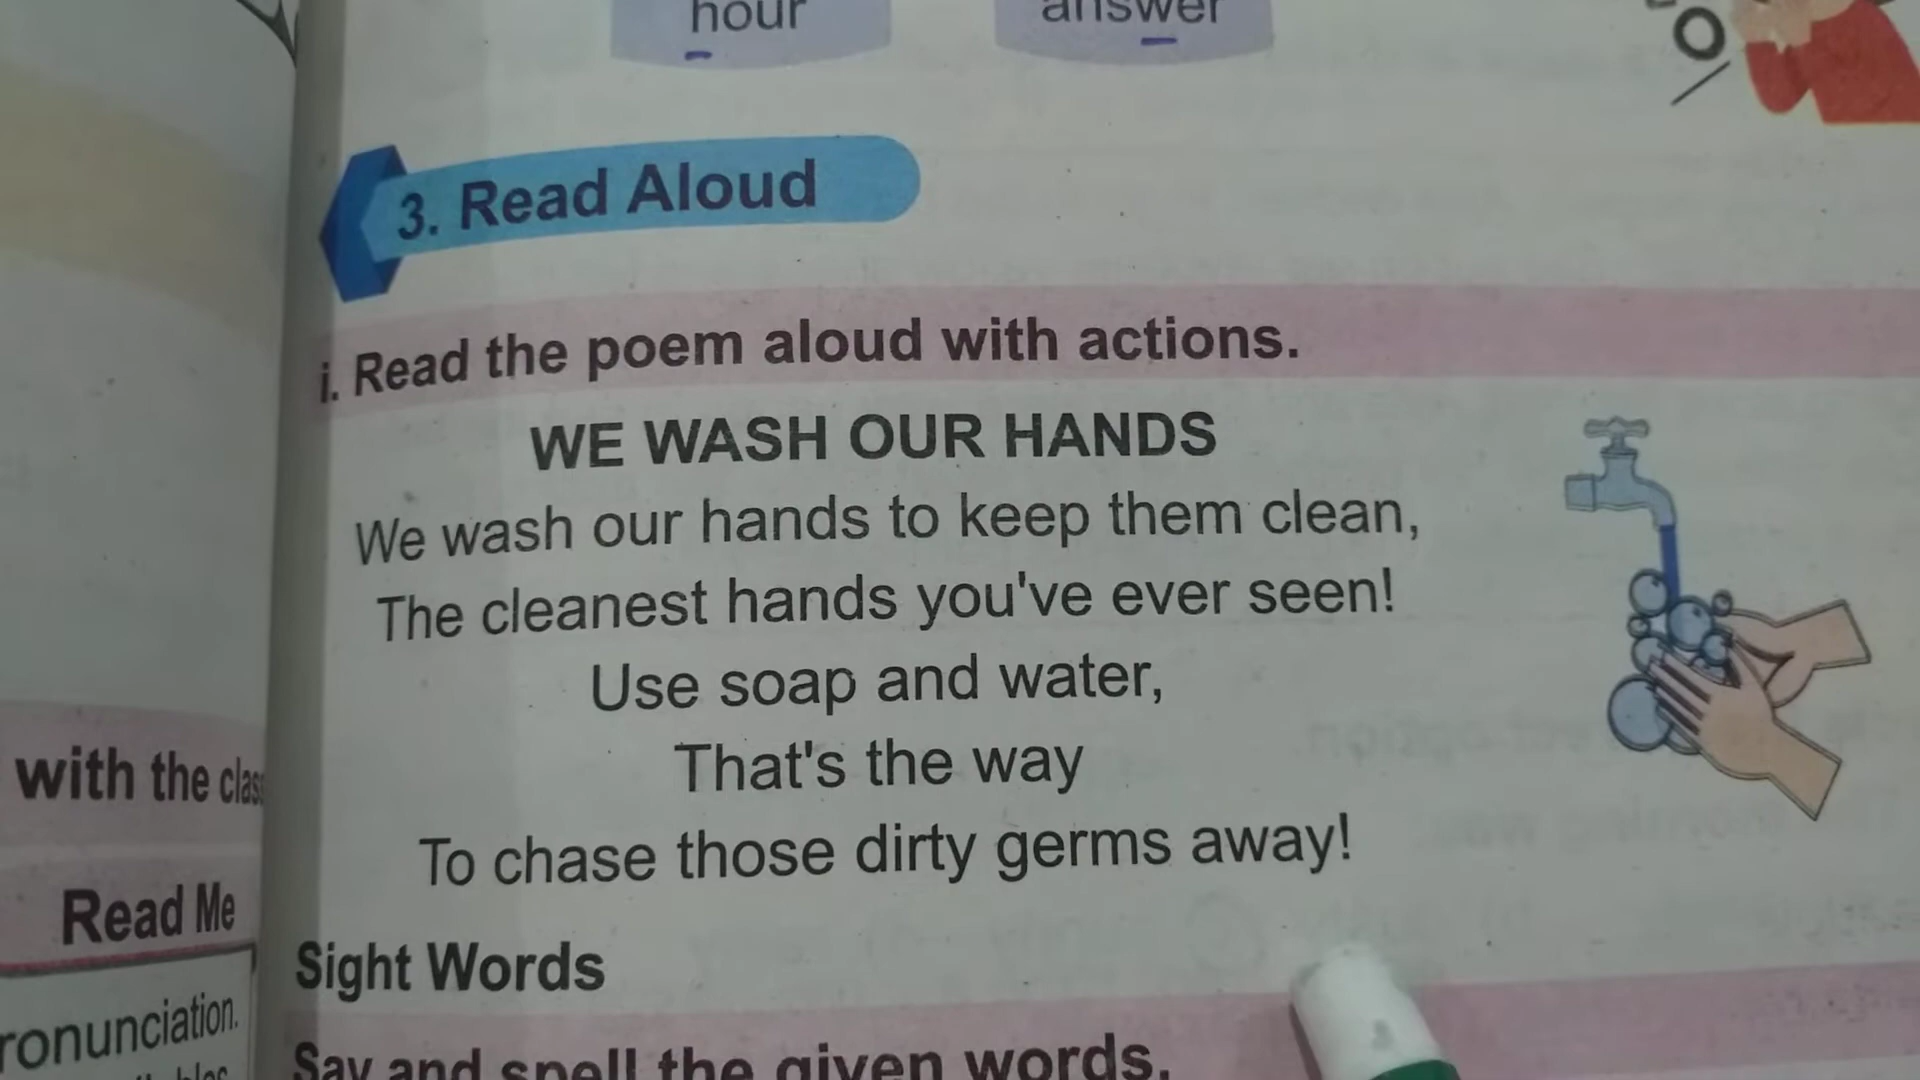 hour
answer
3. Read Aloud
i. Read the poem aloud with actions.
WE WASH OUR HANDS
We wash our hands to keep them clean,
The cleanest hands you've ever seen!
Use soap and water,
That's the way
To chase those dirty germs away!
Sight Words
Say and spell the given words.
with the
Read Me